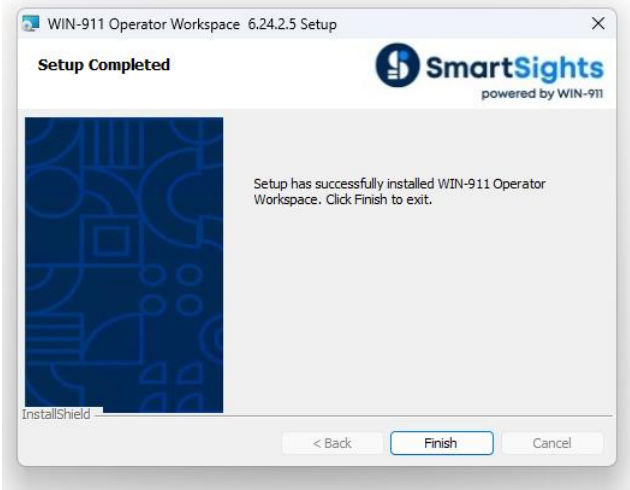 WIN-911 Operator Workspace 6.24.2.5 Setup
Setup Completed
SmartSights
powered by WIN-911
Setup has successfully installed WIN-911 Operator
Workspace. Click Finish to exit.
InstallShield
< Back
Finish
Cancel